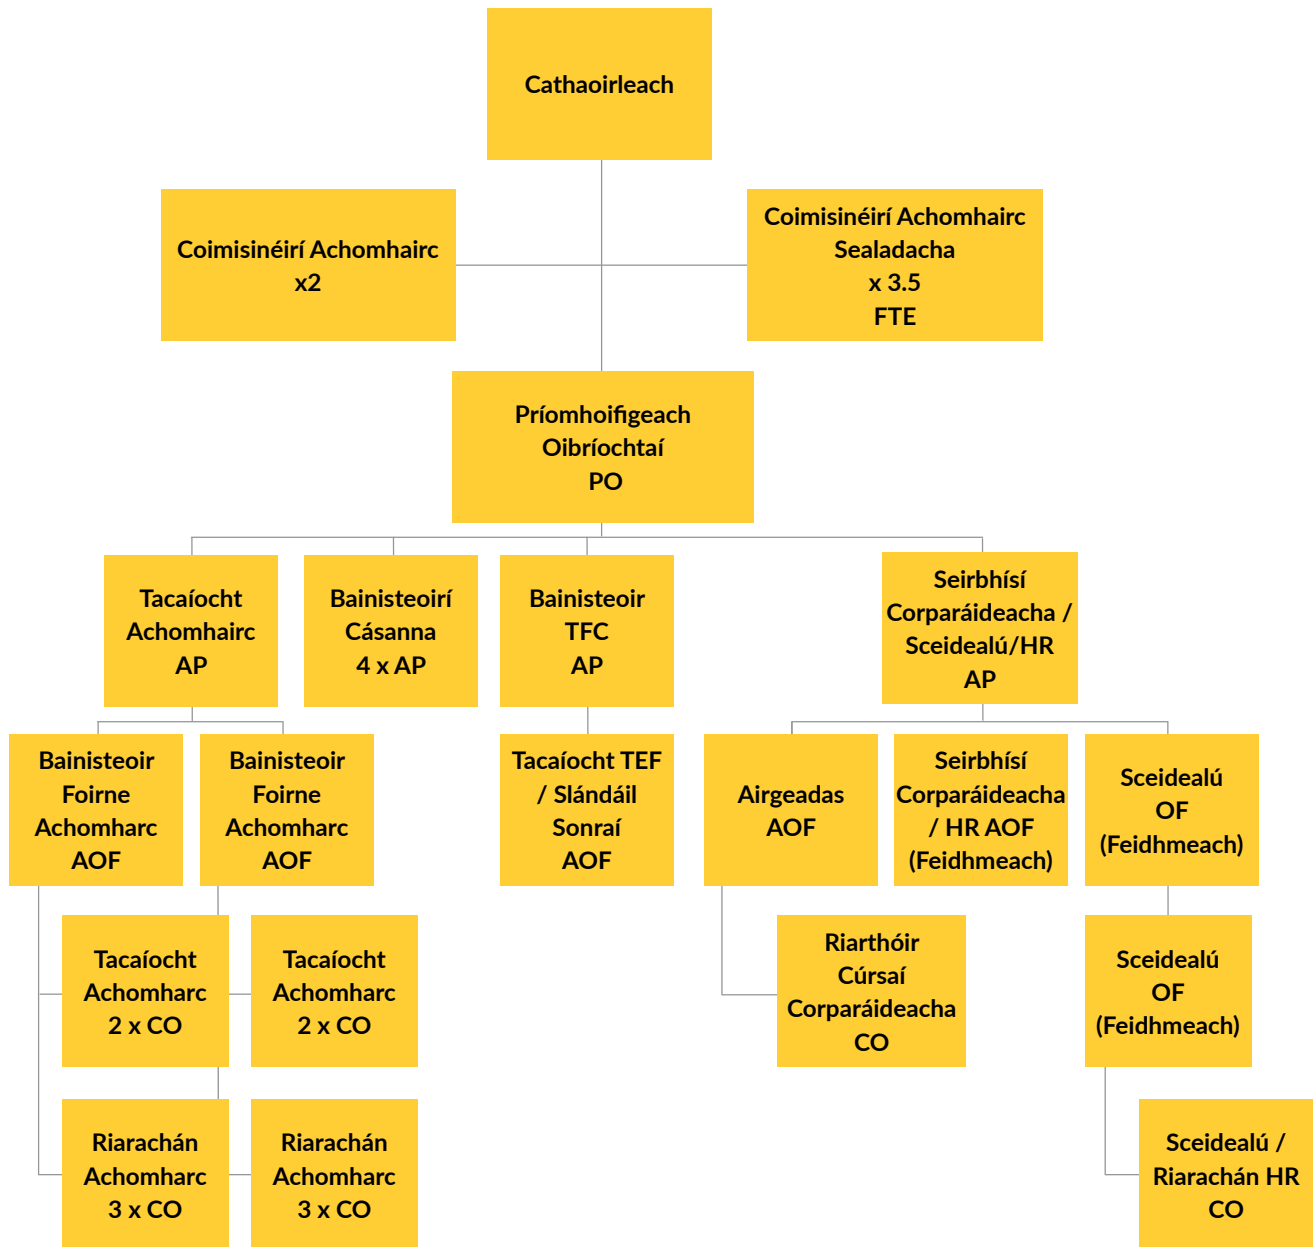 Cathaoirleach
Coimisinéirí Achomhairc
x2
Coimisinéirí Achomhairc
Sealadacha
x 3.5
FTE
Príomhoifigeach
Oibríochtaí
PO
Tacaíocht
Achomhairc
AP
Bainisteoirí
Cásanna
4 x AP
Bainisteoir
TFC
AP
Seirbhísí
Corparáideacha /
Sceidealú/HR
AP
Bainisteoir
Foirne
Achomharc
AOF
Bainisteoir
Foirne
Achomharc
AOF
Tacaíocht TEF
/ Slándáil
Sonraí
AOF
Airgeadas
AOF
Seirbhísí
Corparáideacha
/ HR AOF
(Feidhmeach)
Sceidealú
OF
(Feidhmeach)
Tacaíocht
Achomharc
2 x CO
Tacaíocht
Achomharc
2 x CO
Riarthóir
Cúrsaí
Corparáideacha
CO
Sceidealú
OF
(Feidhmeach)
Riarachán
Achomharc
3 x CO
Riarachán
Achomharc
3 x CO
Sceidealú /
Riarachán HR
CO